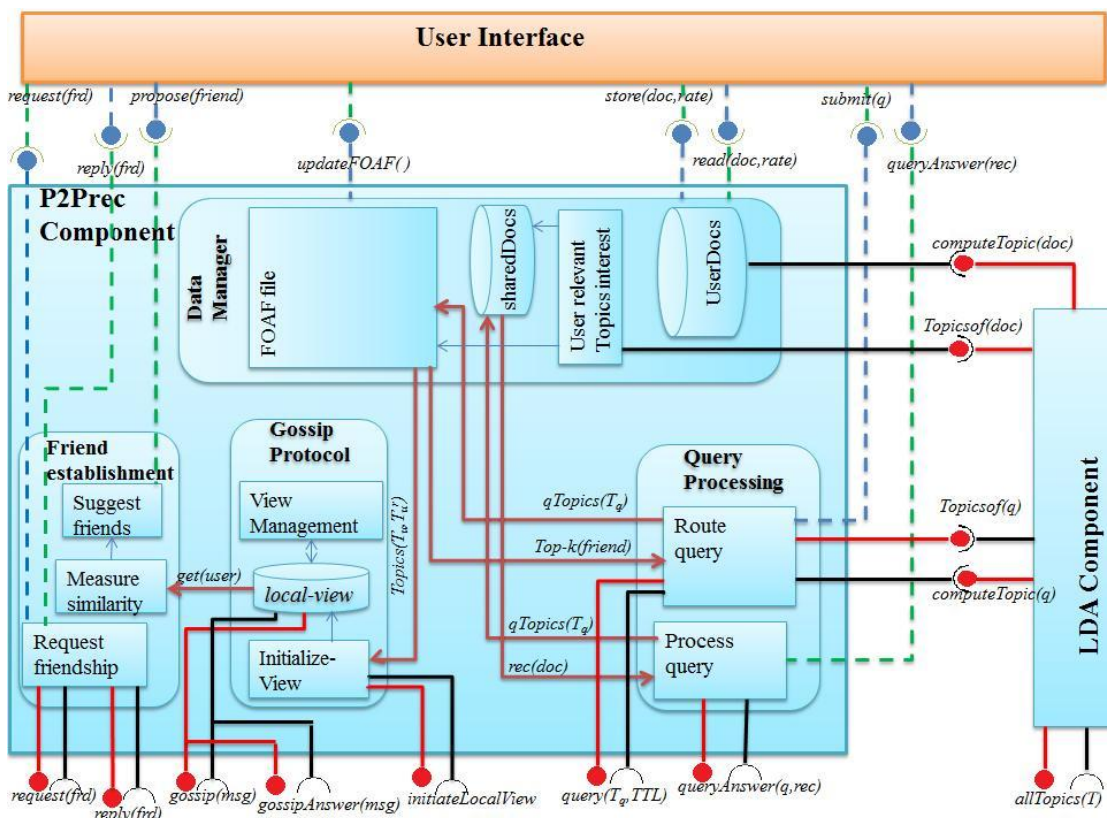 User Interface
request(frd)
propose(friend)
store(doc,rate)
submit(q)
reply(frd)
updateFOAF( )
read(doc,rate)
queryAnswer(rec)
P2Prec
Component
Data
Manager
FOAF file
sharedDocs
User relevant
Topics interest
UserDocs
computeTopic(doc)
Topicsof(doc)
Friend
establishment
Suggest
friends
Measure
similarity
Request
friendship
Gossip
Protocol
View
Management
get(user)
local-view
Initialize-
View
Topics(Tu,Tur)
Query
Processing
qTopics(Tq)
Route
query
Top-k(friend)
qTopics(Tq)
Process
query
rec(doc)
Topicsof(q)
computeTopic(q)
LDA Component
request(frd)
reply(frd)
gossip(msg)
gossipAnswer(msg)
initiateLocalView
query(Tq,TTL)
queryAnswer(q,rec)
allTopics(T)